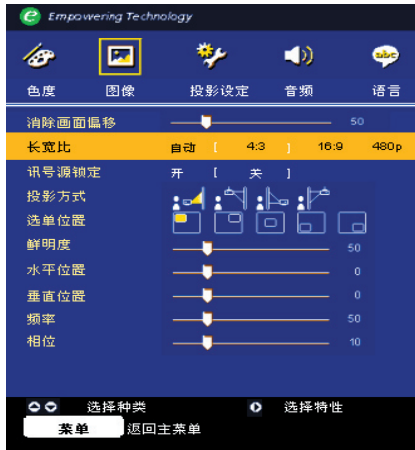 e Empowering Technology
abc
色度 图像 投影设定 音频 语言
消除画面偏移 50
长宽比 自动 [ 4:3 ] 16:9 480p
讯号源锁定 开 [ 关 ]
投影方式
选单位置
鲜明度 50
水平位置 0
垂直位置 0
频率 50
相位 10
选择种类 选择特性
菜单 返回主菜单